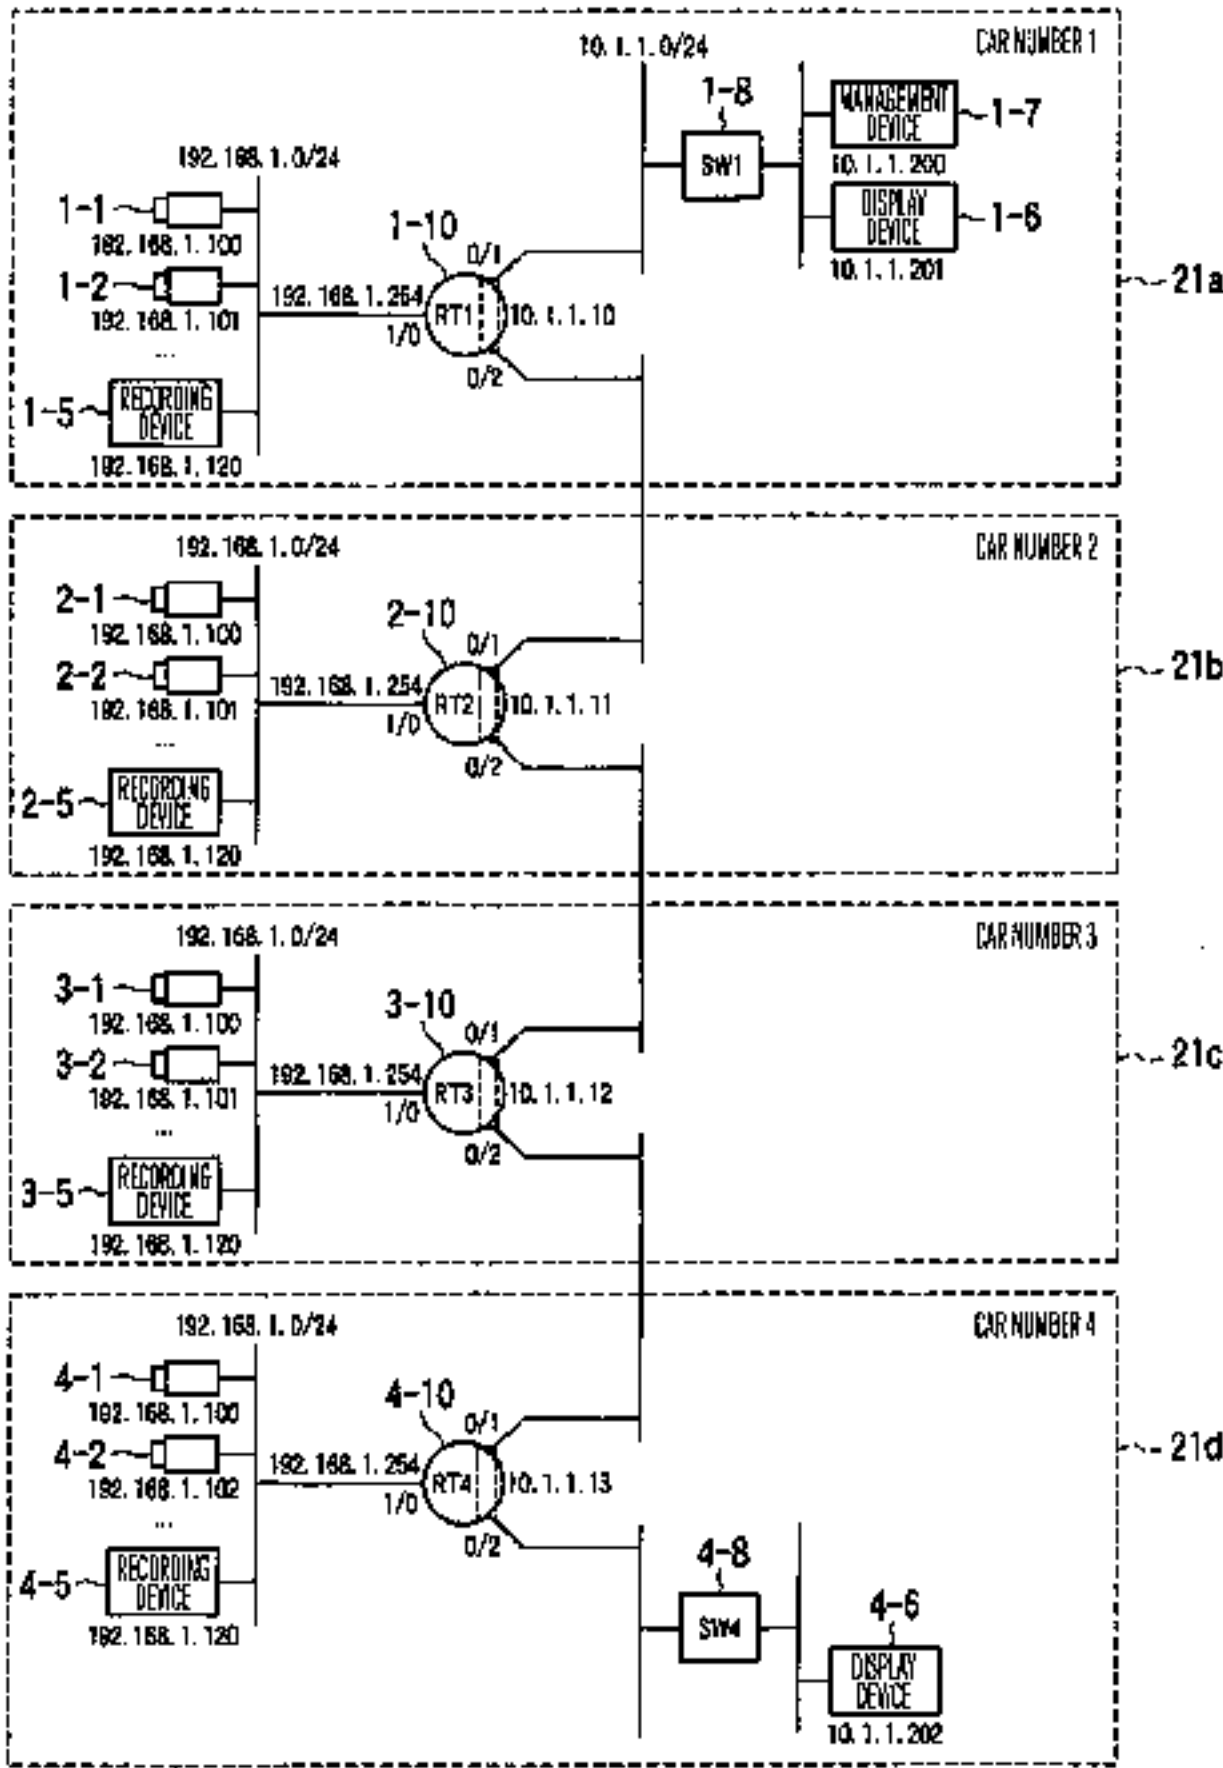 10.1.1.0/24
CAR NUMBER 1
1-8
MANAGEMENT
DEVICE
1-7
SW1
10.1.1.200
DISPLAY
DEVICE
1-6
10.1.1.201
192.168.1.0/24
1-1
192.168.1.100
1-2
192.168.1.101
...
1-5
RECORDING
DEVICE
192.168.1.120
192.168.1.254
1/0
1-10
0/1
RT1
10.1.1.10
0/2
21a
CAR NUMBER 2
192.168.1.0/24
2-1
192.168.1.100
2-2
192.168.1.101
...
2-5
RECORDING
DEVICE
192.168.1.120
192.168.1.254
1/0
2-10
0/1
RT2
10.1.1.11
0/2
21b
CAR NUMBER 3
192.168.1.0/24
3-1
192.168.1.100
3-2
192.168.1.101
...
3-5
RECORDING
DEVICE
192.168.1.120
192.168.1.254
1/0
3-10
0/1
RT3
10.1.1.12
0/2
21c
CAR NUMBER 4
192.168.1.0/24
4-1
192.168.1.100
4-2
192.168.1.102
...
4-5
RECORDING
DEVICE
192.168.1.120
192.168.1.254
1/0
4-10
0/1
RT4
10.1.1.13
0/2
21d
4-8
SW4
4-6
DISPLAY
DEVICE
10.1.1.202